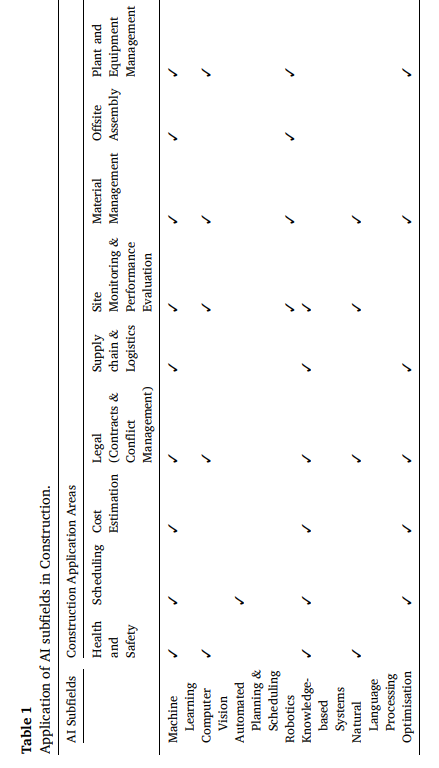 Table 1
Application of AI subfields in Construction.
AI Subfields Construction Application Areas
Health Scheduling Cost Legal Supply Site Material Offsite Plant and
and Estimation (Contracts & chain & Monitoring & Management Assembly Equipment
Safety Conflict Logistics Performance Management
Management) Evaluation
Machine ✓ ✓ ✓ ✓ ✓ ✓ ✓ ✓ ✓
Learning
Computer ✓ ✓ ✓ ✓ ✓
Vision
Automated ✓
Planning &
Scheduling
Robotics ✓ ✓ ✓ ✓
Knowledge- ✓ ✓ ✓ ✓ ✓ ✓
based
Systems
Natural ✓ ✓ ✓ ✓
Language
Processing
Optimisation ✓ ✓ ✓ ✓ ✓ ✓